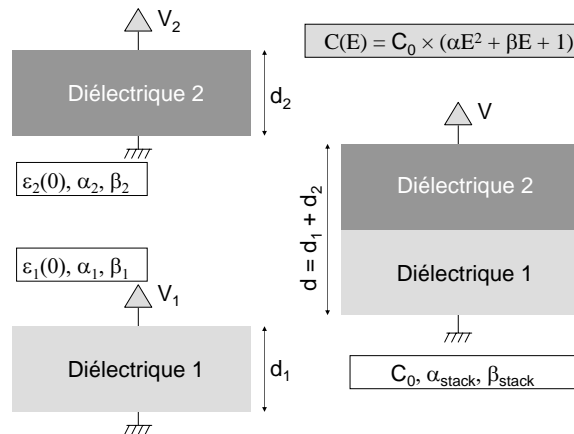 V₂
C(E) = C₀ × (αE² + βE + 1)
Diélectrique 2
d₂
ε₂(0), α₂, β₂
V
Diélectrique 2
d = d₁ + d₂
Diélectrique 1
ε₁(0), α₁, β₁
V₁
Diélectrique 1
d₁
C₀, α_stack, β_stack